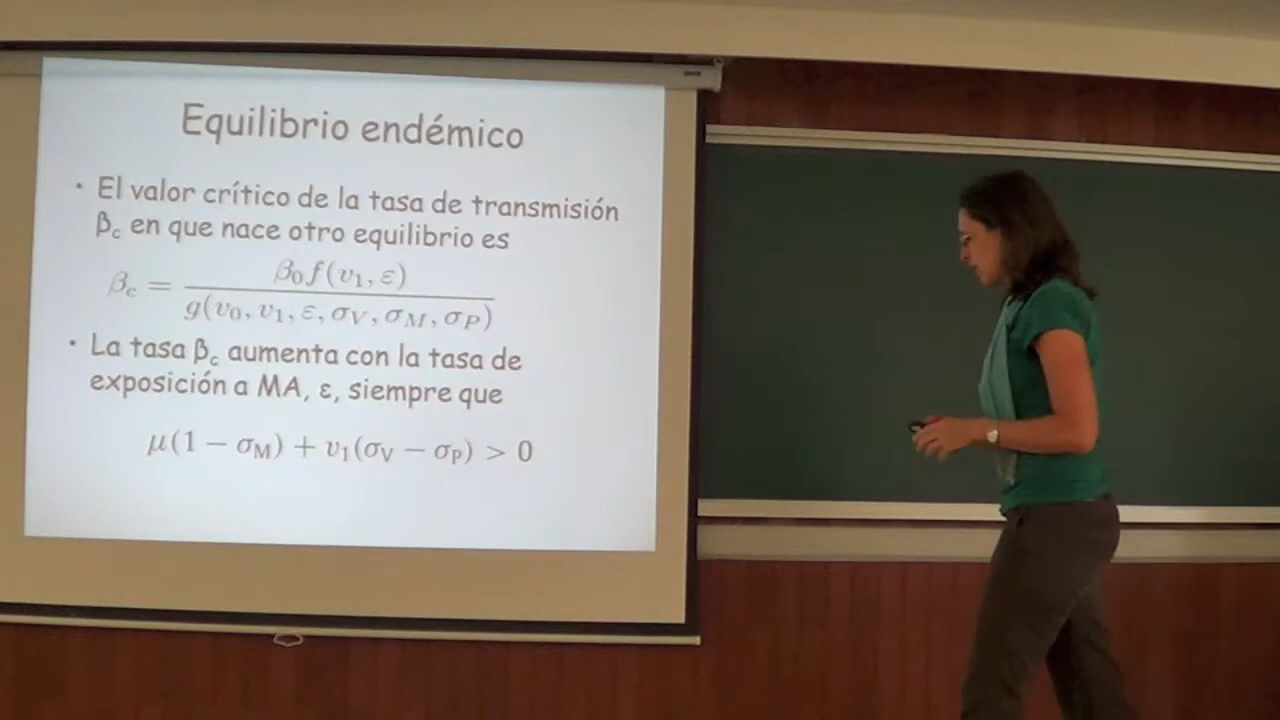 Equilibrio endémico
• El valor crítico de la tasa de transmisión
β_c en que nace otro equilibrio es
β_c = β_0 f(v_1, ε) / g(v_0, v_1, ε, σ_V, σ_M, σ_P)
• La tasa β_c aumenta con la tasa de
exposición a MA, ε, siempre que
μ(1 − σ_M) + v_1(σ_V − σ_P) > 0